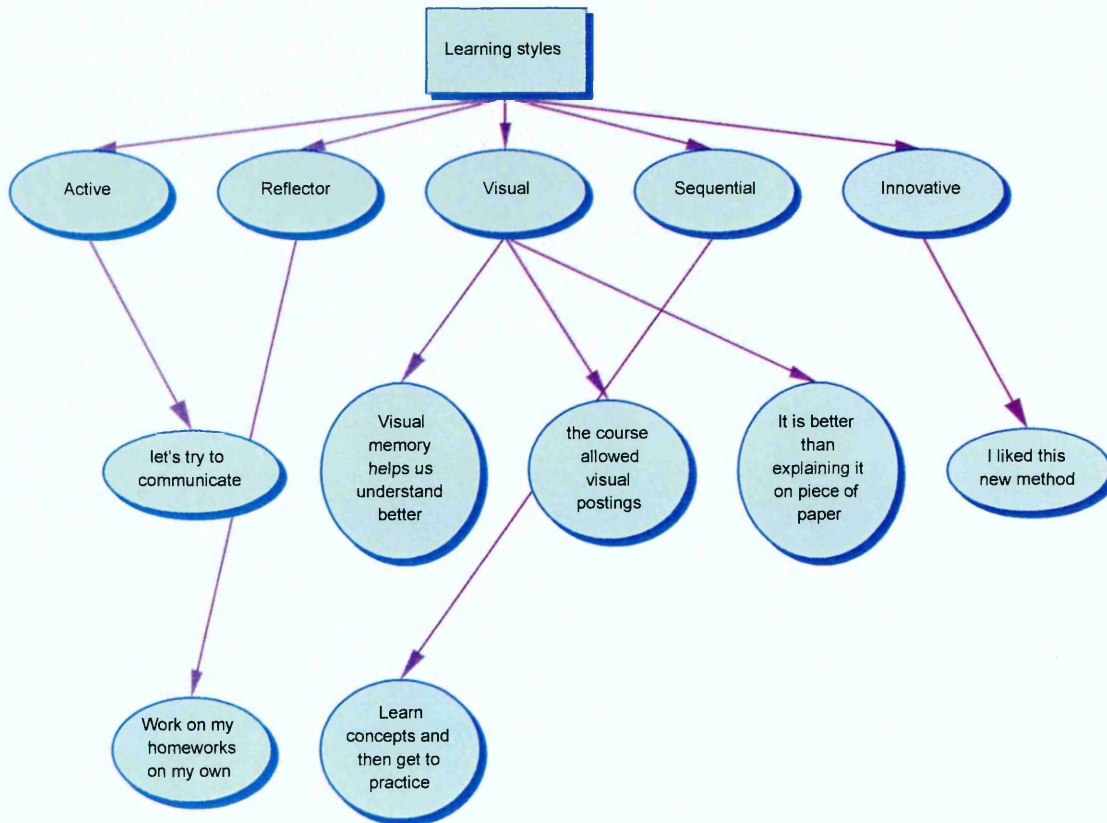 Learning styles
Active
Reflector
Visual
Sequential
Innovative
let's try to
communicate
Visual
memory
helps us
understand
better
the course
allowed
visual
postings
It is better
than
explaining it
on piece of
paper
I liked this
new method
Work on my
homeworks
on my own
Learn
concepts and
then get to
practice